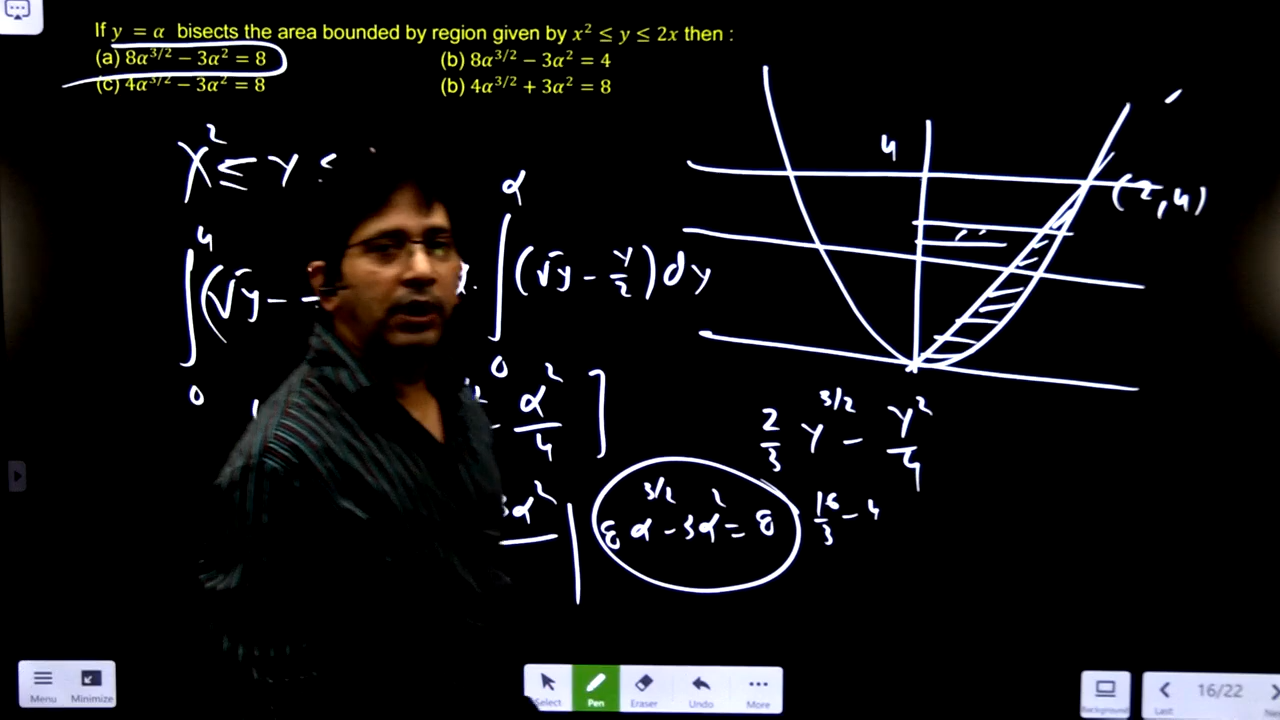 If y = α bisects the area bounded by region given by x² ≤ y ≤ 2x then :
(a) 8α^{3/2} − 3α² = 8 (b) 8α^{3/2} − 3α² = 4
(c) 4α^{3/2} − 3α² = 8 (b) 4α^{3/2} + 3α² = 8
x² ≤ y ≤
4
(2,4)
∫₀⁴ (√y −
∫₀^α (√y − y/2) dy
− α²/4 ]
2/3 y^{3/2} − y²/4
3α²
8α^{3/2} − 3α² = 8
16/3 − 4
Menu
Minimize
Select
Pen
Eraser
Undo
More
Background
Last
16/22